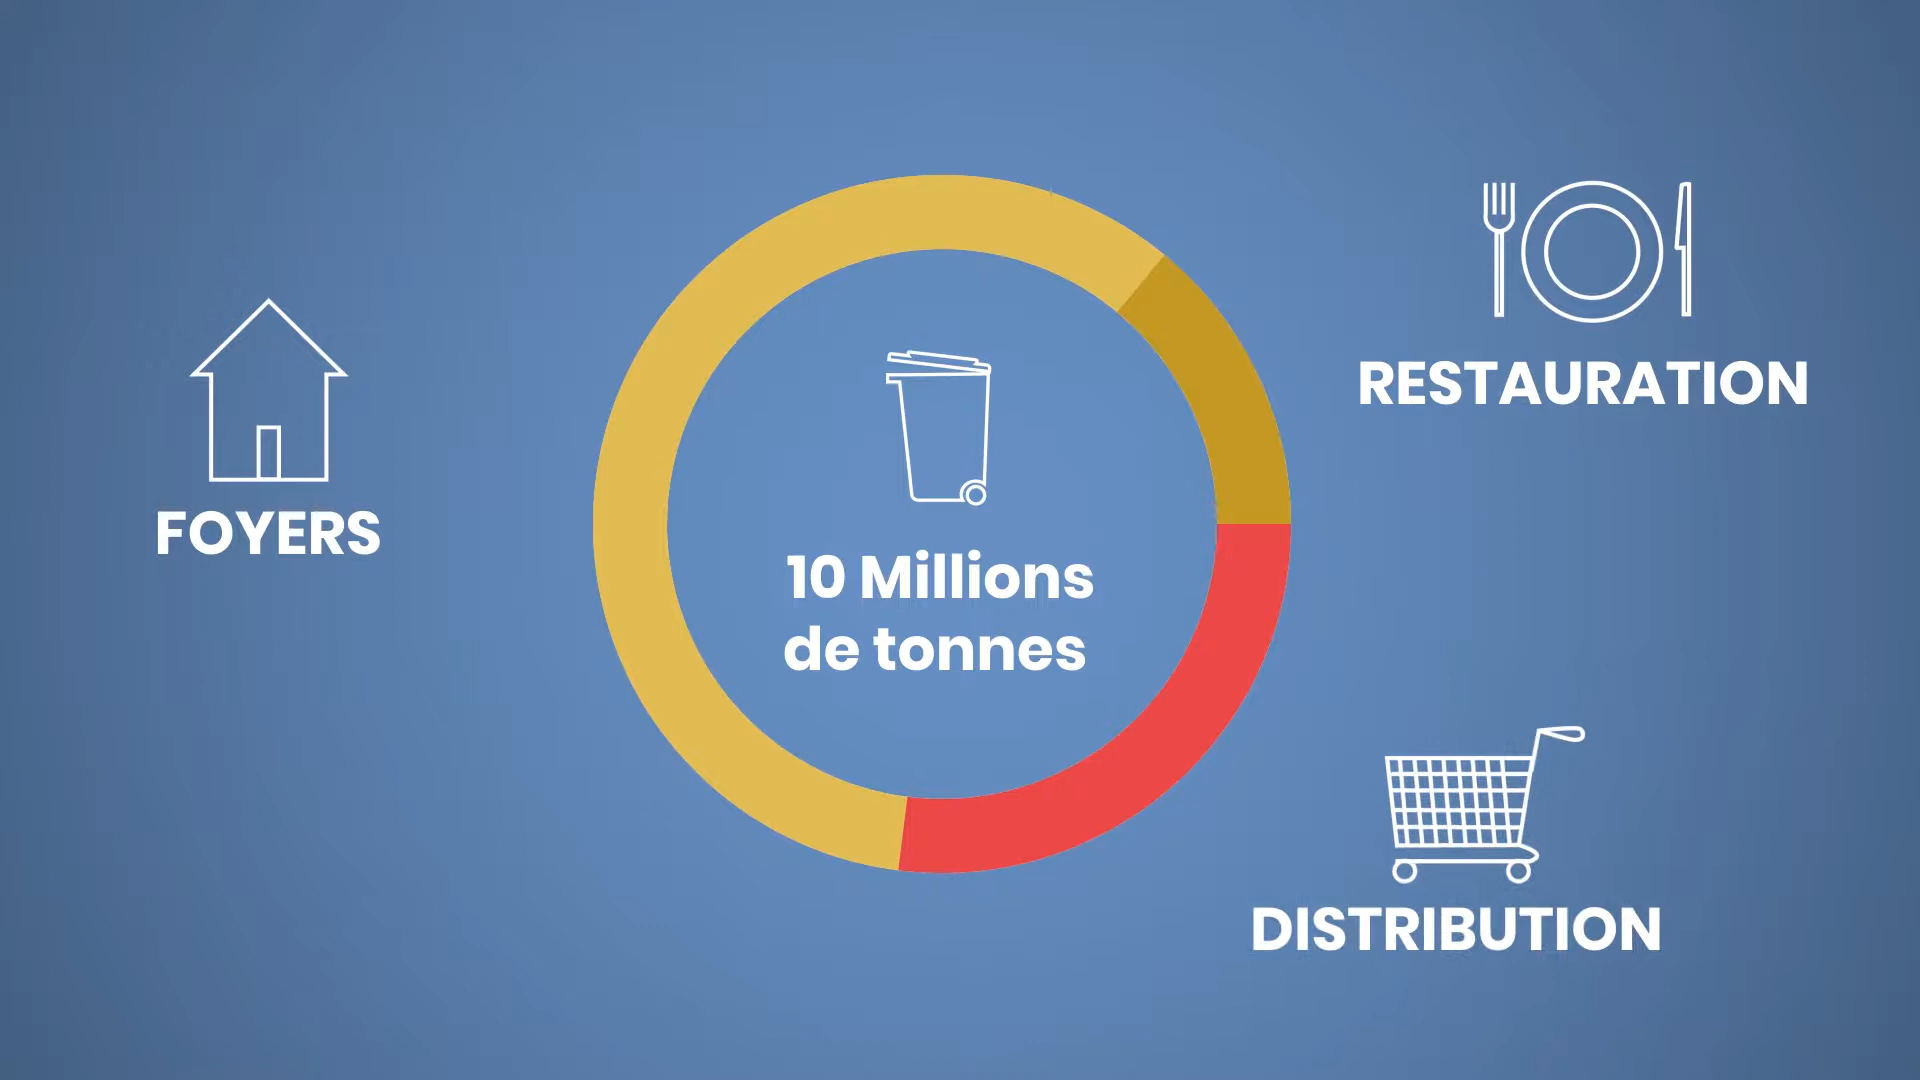 RESTAURATION
FOYERS
10 Millions
de tonnes
DISTRIBUTION